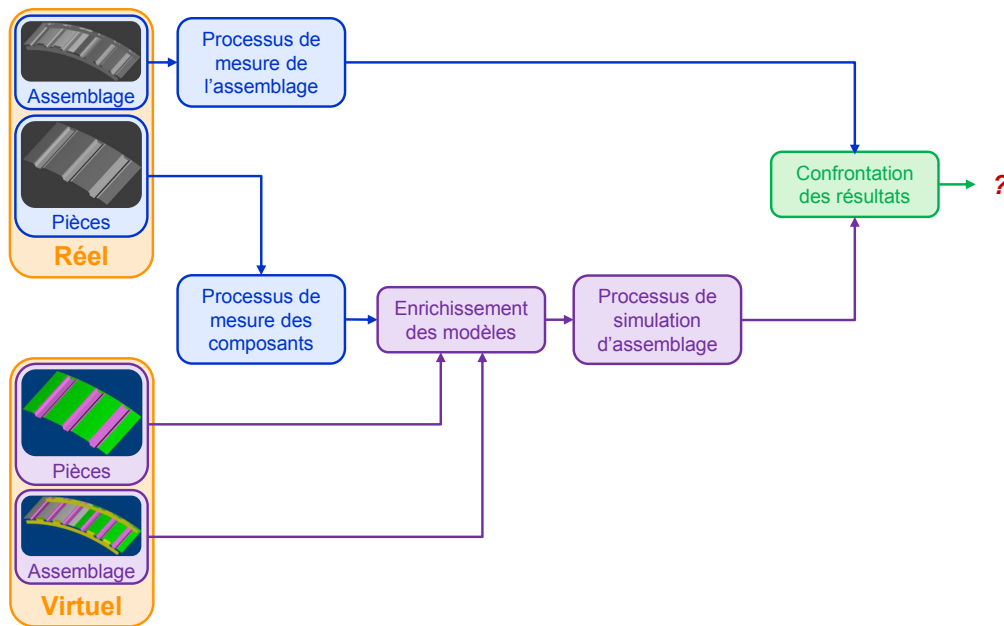 Assemblage
Processus de
mesure de
l'assemblage
Pièces
Réel
Confrontation
des résultats
?
Processus de
mesure des
composants
Enrichissement
des modèles
Processus de
simulation
d'assemblage
Pièces
Assemblage
Virtuel